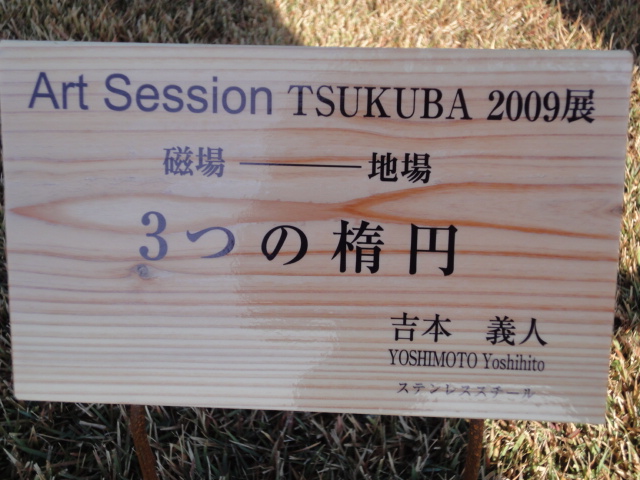 Art Session TSUKUBA 2009展
磁場 ——— 地場
3つの楕円
吉本 義人
YOSHIMOTO Yoshihito
ステンレススチール